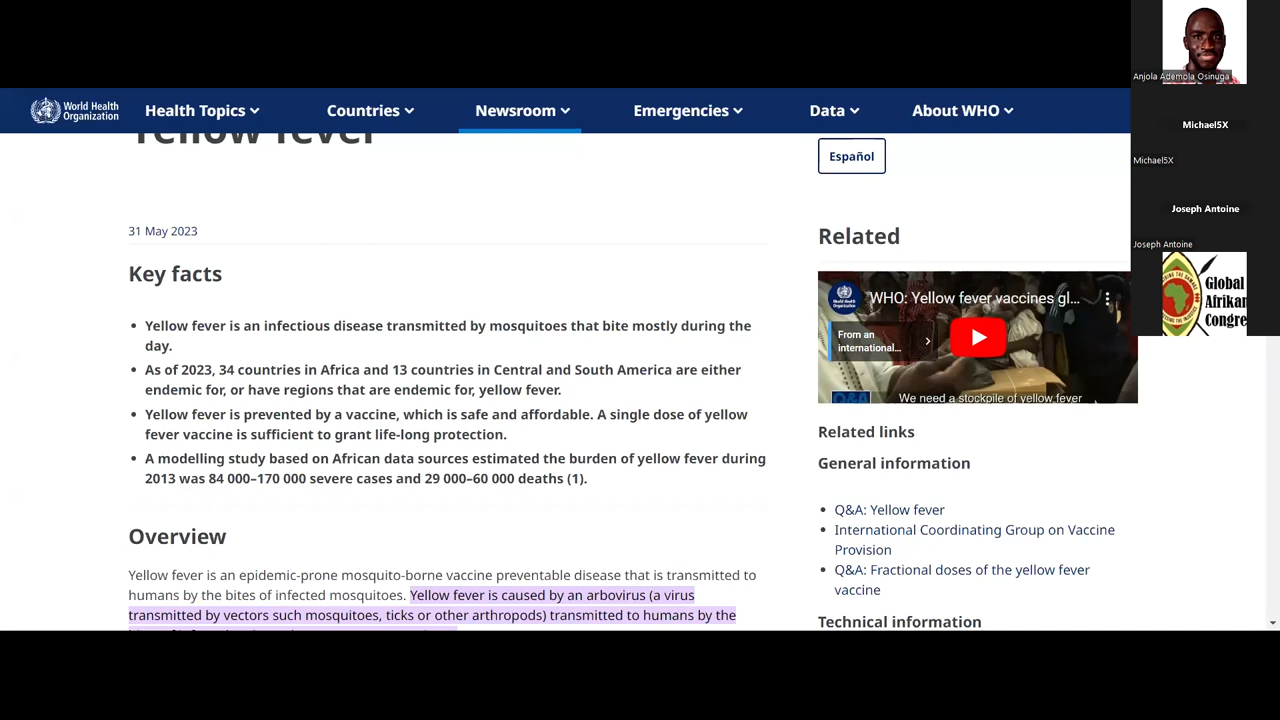 World Health
Organization
Health Topics
Countries
Newsroom
Emergencies
Data
About WHO
Yellow fever
Español
31 May 2023
Key facts
Yellow fever is an infectious disease transmitted by mosquitoes that bite mostly during the
day.
As of 2023, 34 countries in Africa and 13 countries in Central and South America are either
endemic for, or have regions that are endemic for, yellow fever.
Yellow fever is prevented by a vaccine, which is safe and affordable. A single dose of yellow
fever vaccine is sufficient to grant life-long protection.
A modelling study based on African data sources estimated the burden of yellow fever during
2013 was 84 000–170 000 severe cases and 29 000–60 000 deaths (1).
Overview
Yellow fever is an epidemic-prone mosquito-borne vaccine preventable disease that is transmitted to
humans by the bites of infected mosquitoes. Yellow fever is caused by an arbovirus (a virus
transmitted by vectors such mosquitoes, ticks or other arthropods) transmitted to humans by the
Related
WHO: Yellow fever vaccines gl...
From an
international...
Q&A
We need a stockpile of yellow fever
Related links
General information
Q&A: Yellow fever
International Coordinating Group on Vaccine
Provision
Q&A: Fractional doses of the yellow fever
vaccine
Technical information
Anjola Ademola Osinuga
Michael5X
Michael5X
Joseph Antoine
Joseph Antoine
Global
Afrikan
Congre